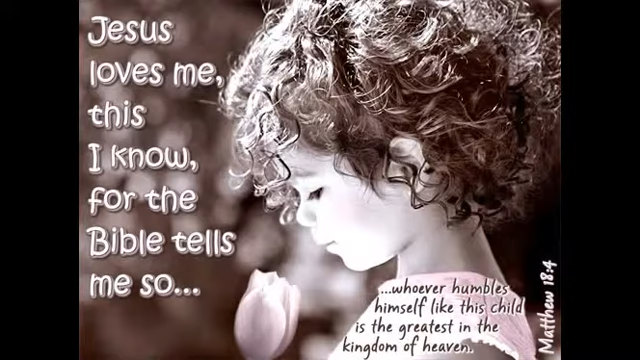 Jesus
loves me,
this
I know,
for the
Bible tells
me so...
...whoever humbles
himself like this child
is the greatest in the
kingdom of heaven.
Matthew 18:4